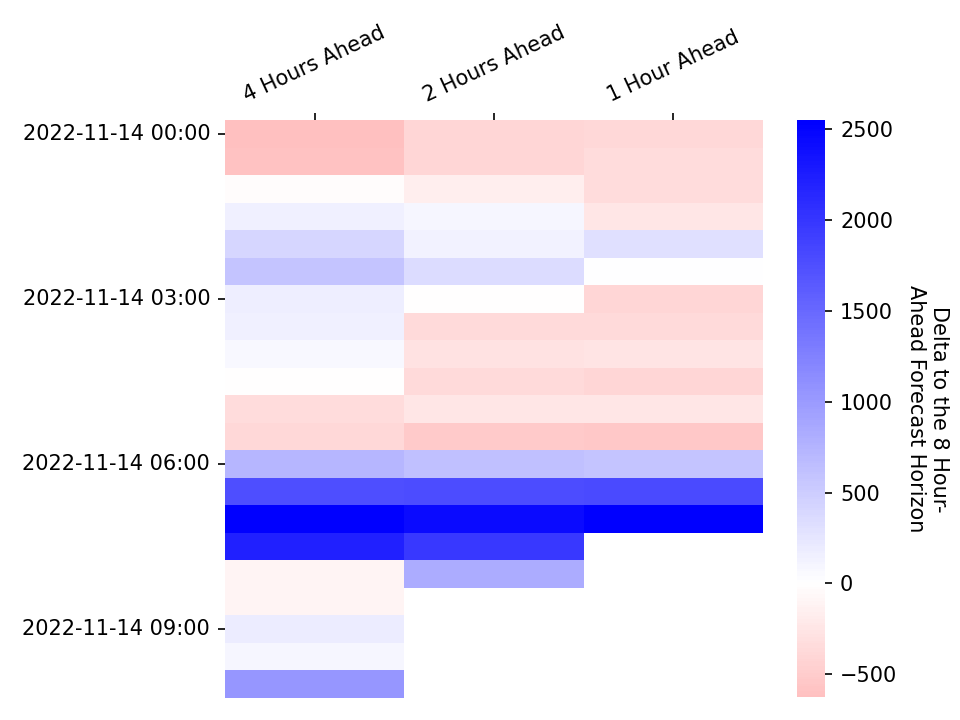 4 Hours Ahead
2 Hours Ahead
1 Hour Ahead
2022-11-14 00:00
2022-11-14 03:00
2022-11-14 06:00
2022-11-14 09:00
2500
2000
1500
1000
500
0
−500
Delta to the 8 Hour-
Ahead Forecast Horizon